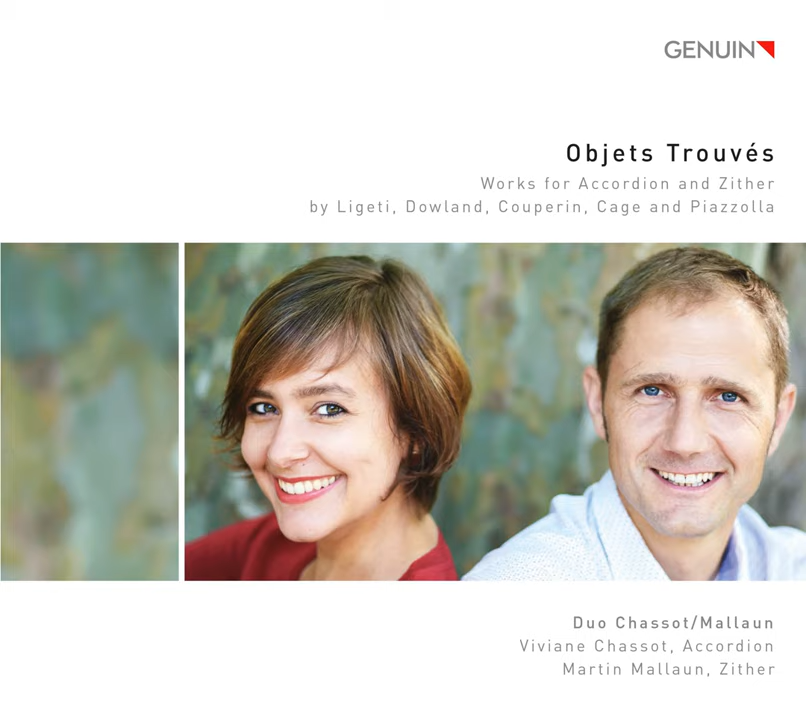 GENUIN
Objets Trouvés
Works for Accordion and Zither
by Ligeti, Dowland, Couperin, Cage and Piazzolla
Duo Chassot/Mallaun
Viviane Chassot, Accordion
Martin Mallaun, Zither